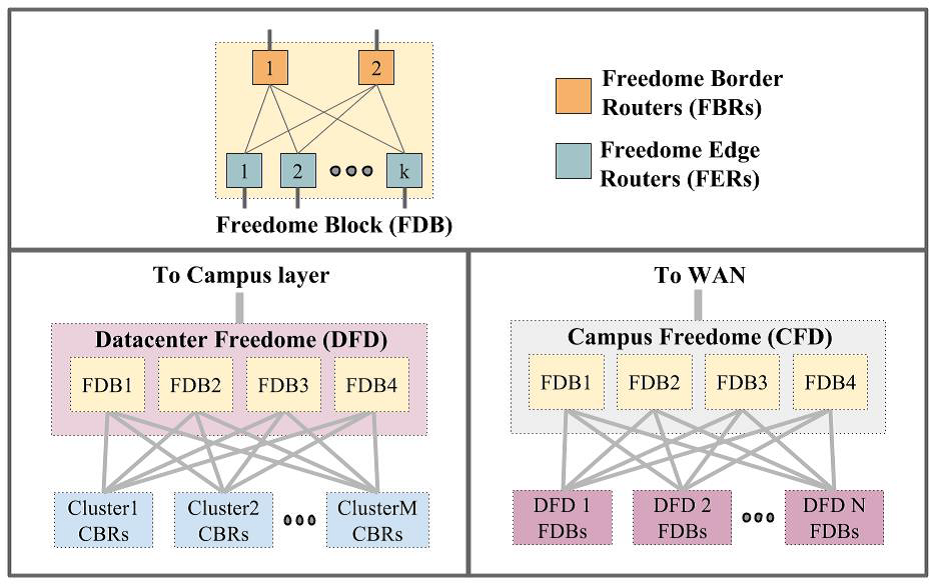 1
2
Freedome Border
Routers (FBRs)
1
2
k
Freedome Edge
Routers (FERs)
Freedome Block (FDB)
To Campus layer
Datacenter Freedome (DFD)
FDB1
FDB2
FDB3
FDB4
Cluster1
CBRs
Cluster2
CBRs
ClusterM
CBRs
To WAN
Campus Freedome (CFD)
FDB1
FDB2
FDB3
FDB4
DFD 1
FDBs
DFD 2
FDBs
DFD N
FDBs